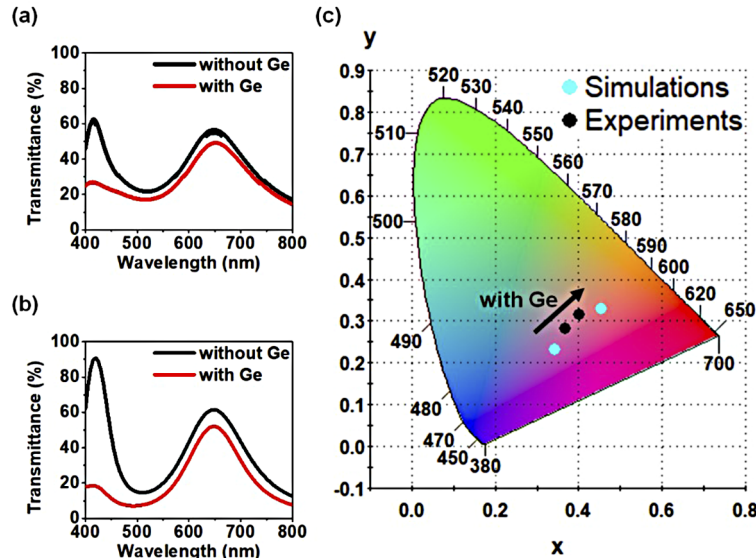 (a)
100
80
60
40
20
0
without Ge
with Ge
Transmittance (%)
400 500 600 700 800
Wavelength (nm)
(b)
100
80
60
40
20
0
without Ge
with Ge
Transmittance (%)
400 500 600 700 800
Wavelength (nm)
(c)
y
0.9
0.8
0.7
0.6
0.5
0.4
0.3
0.2
0.1
0.0
-0.1
Simulations
Experiments
520
530
540
510
550
560
570
500
580
590
600
620
650
with Ge
490
700
480
470
450
380
0.0 0.2 0.4 0.6 0.8
x